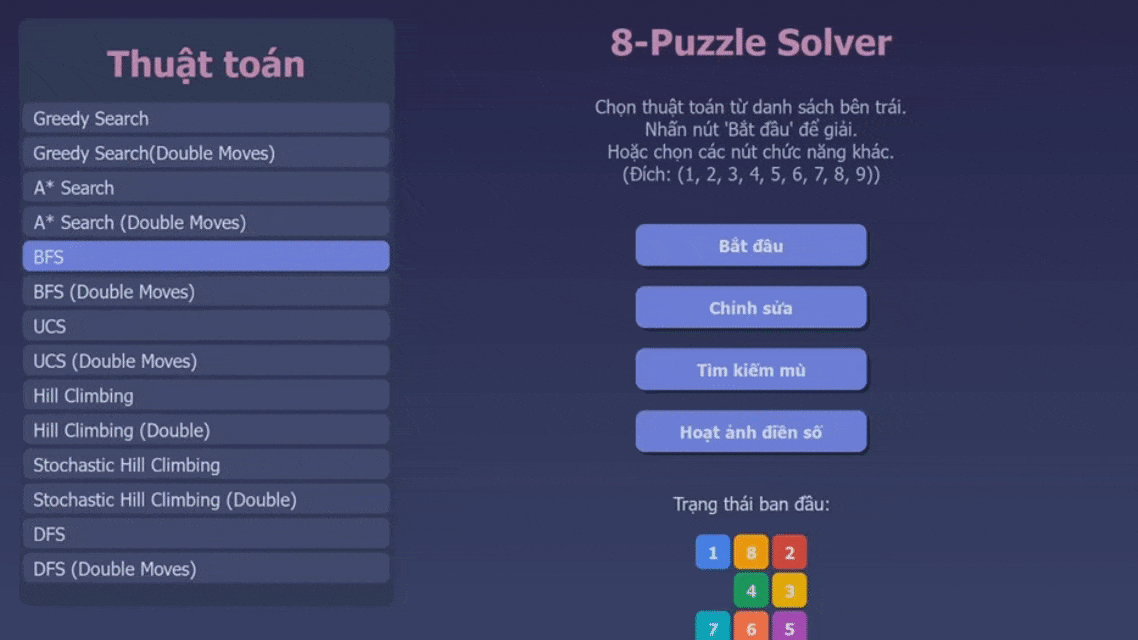 Thuật toán
Greedy Search
Greedy Search(Double Moves)
A* Search
A* Search (Double Moves)
BFS
BFS (Double Moves)
UCS
UCS (Double Moves)
Hill Climbing
Hill Climbing (Double)
Stochastic Hill Climbing
Stochastic Hill Climbing (Double)
DFS
DFS (Double Moves)
8-Puzzle Solver
Chọn thuật toán từ danh sách bên trái.
Nhấn nút 'Bắt đầu' để giải.
Hoặc chọn các nút chức năng khác.
(Đích: (1, 2, 3, 4, 5, 6, 7, 8, 9))
Bắt đầu
Chỉnh sửa
Tìm kiếm mù
Hoạt ảnh điền số
Trạng thái ban đầu:
1 8 2
4 3
7 6 5